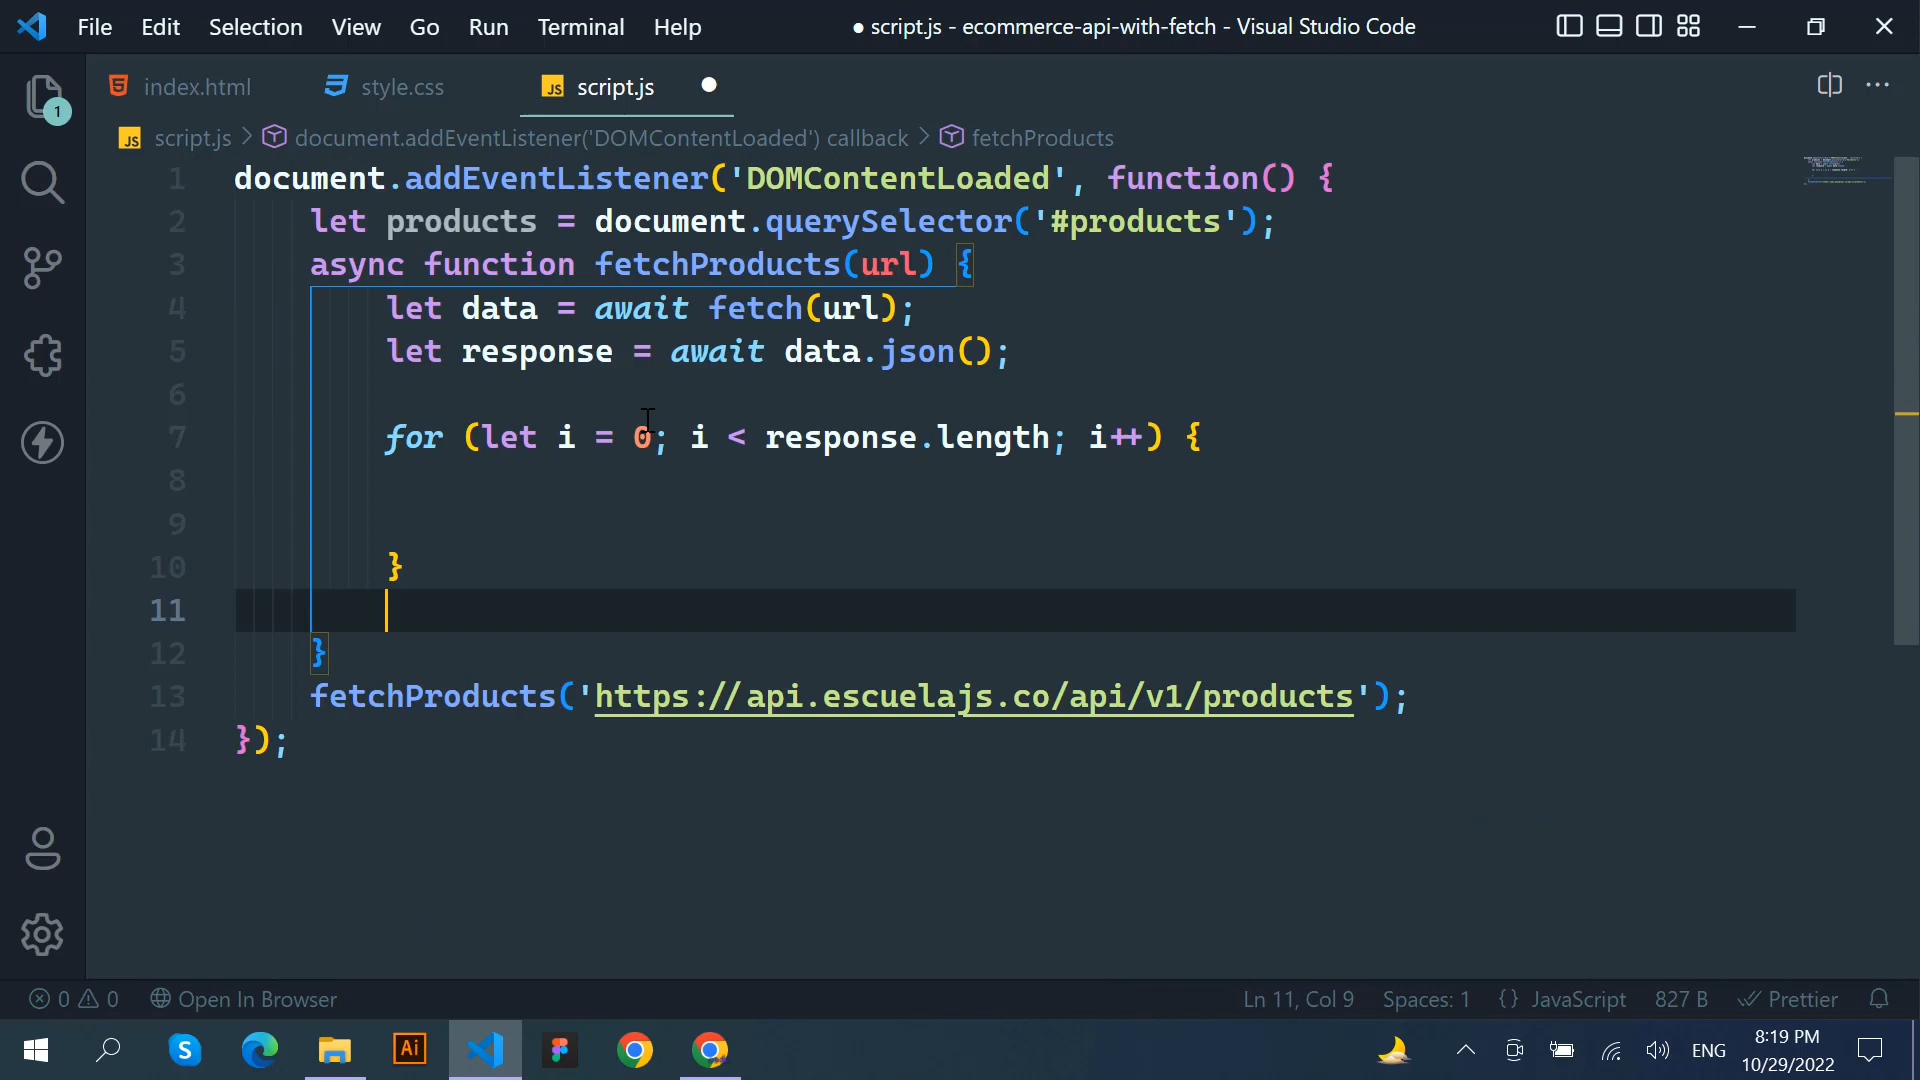 File Edit Selection View Go Run Terminal Help ● script.js - ecommerce-api-with-fetch - Visual Studio Code
index.html style.css JS script.js
1
JS script.js > document.addEventListener('DOMContentLoaded') callback > fetchProducts
1 document.addEventListener('DOMContentLoaded', function() {
2 let products = document.querySelector('#products');
3 async function fetchProducts(url) {
4 let data = await fetch(url);
5 let response = await data.json();
6
7 for (let i = 0; i < response.length; i++) {
8
9
10 }
11
12 }
13 fetchProducts('https://api.escuelajs.co/api/v1/products');
14 });
0 0 Open In Browser Ln 11, Col 9 Spaces: 1 {} JavaScript 827 B Prettier
S Ai ENG 8:19 PM
10/29/2022